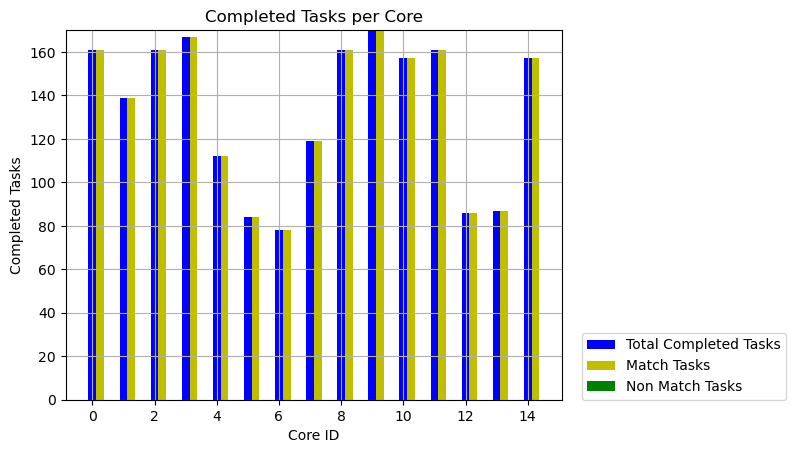 Completed Tasks per Core
Completed Tasks
160
140
120
100
80
60
40
20
0
0 2 4 6 8 10 12 14
Core ID
Total Completed Tasks
Match Tasks
Non Match Tasks